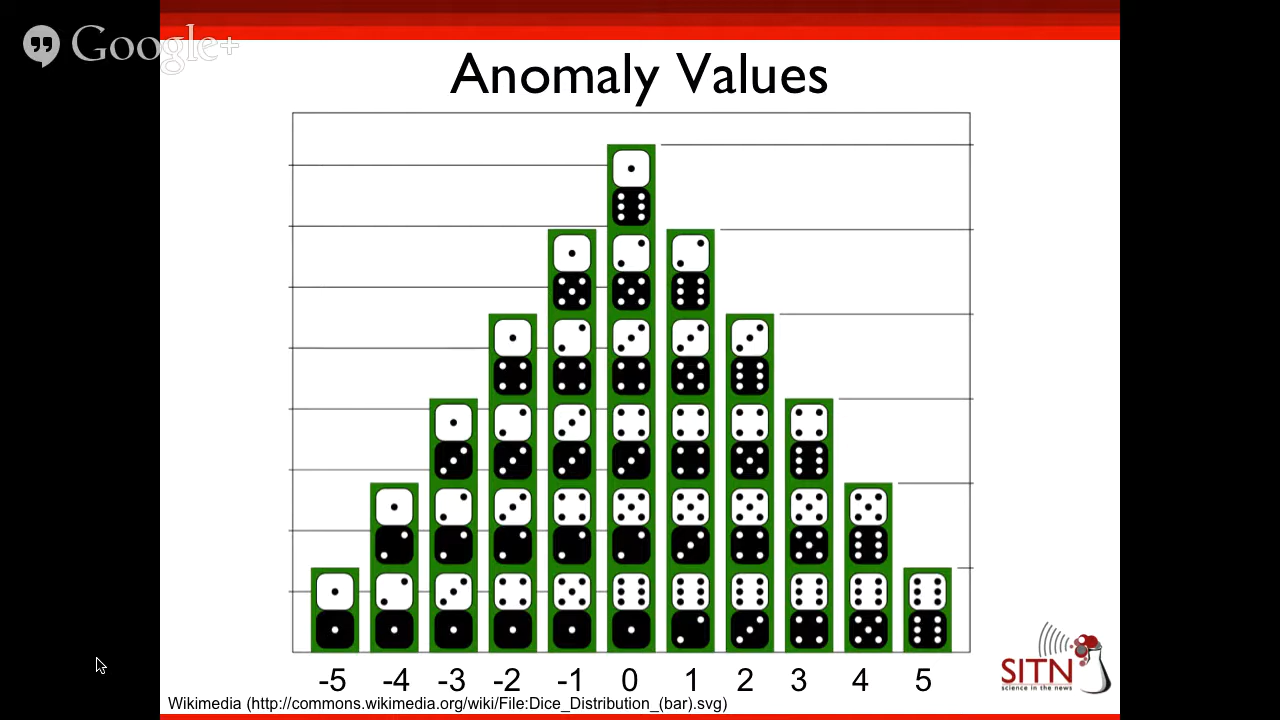 Google+
Anomaly Values
-5 -4 -3 -2 -1 0 1 2 3 4 5
SITN
science in the news
Wikimedia (http://commons.wikimedia.org/wiki/File:Dice_Distribution_(bar).svg)